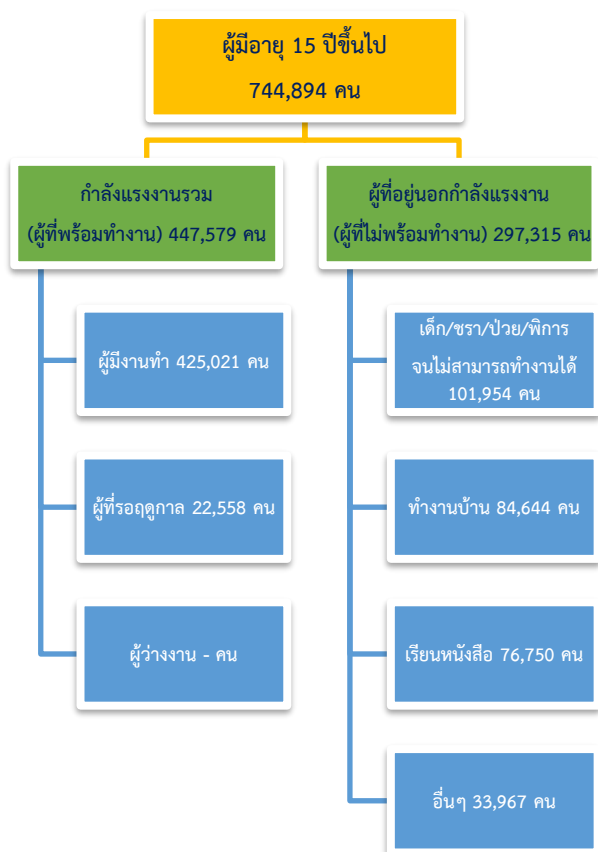 ผู้มีอายุ 15 ปีขึ้นไป
744,894 คน
กำลังแรงงานรวม
(ผู้ที่พร้อมทำงาน) 447,579 คน
ผู้ที่อยู่นอกกำลังแรงงาน
(ผู้ที่ไม่พร้อมทำงาน) 297,315 คน
ผู้มีงานทำ 425,021 คน
ผู้ที่รอฤดูกาล 22,558 คน
ผู้ว่างงาน - คน
เด็ก/ชรา/ป่วย/พิการ
จนไม่สามารถทำงานได้
101,954 คน
ทำงานบ้าน 84,644 คน
เรียนหนังสือ 76,750 คน
อื่นๆ 33,967 คน